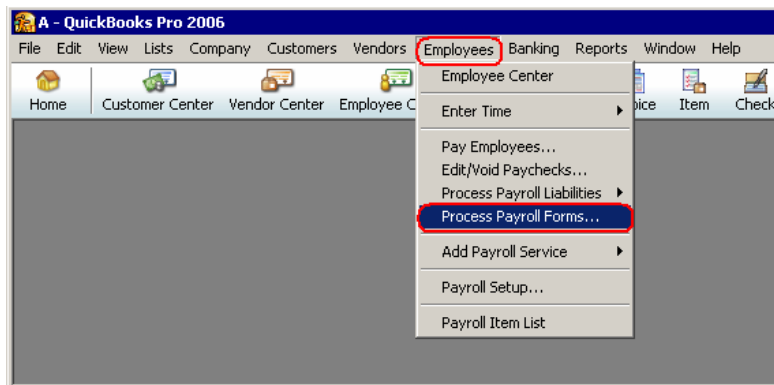 A - QuickBooks Pro 2006
File Edit View Lists Company Customers Vendors Employees Banking Reports Window Help
Home Customer Center Vendor Center Employee C ice Item Check
Employee Center
Enter Time
Pay Employees...
Edit/Void Paychecks...
Process Payroll Liabilities
Process Payroll Forms...
Add Payroll Service
Payroll Setup...
Payroll Item List